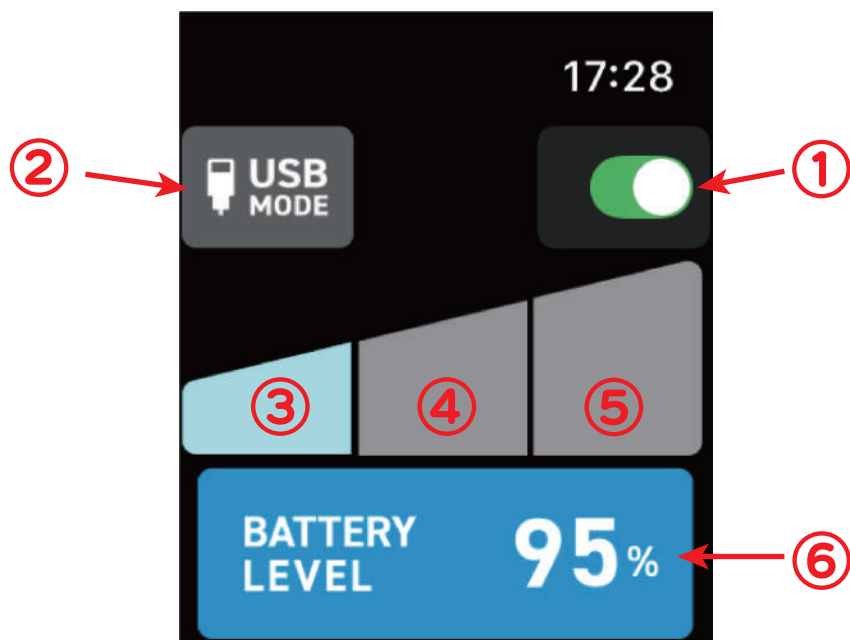 17:28
② USB ①
MODE
③ ④ ⑤
BATTERY
LEVEL
95%
⑥